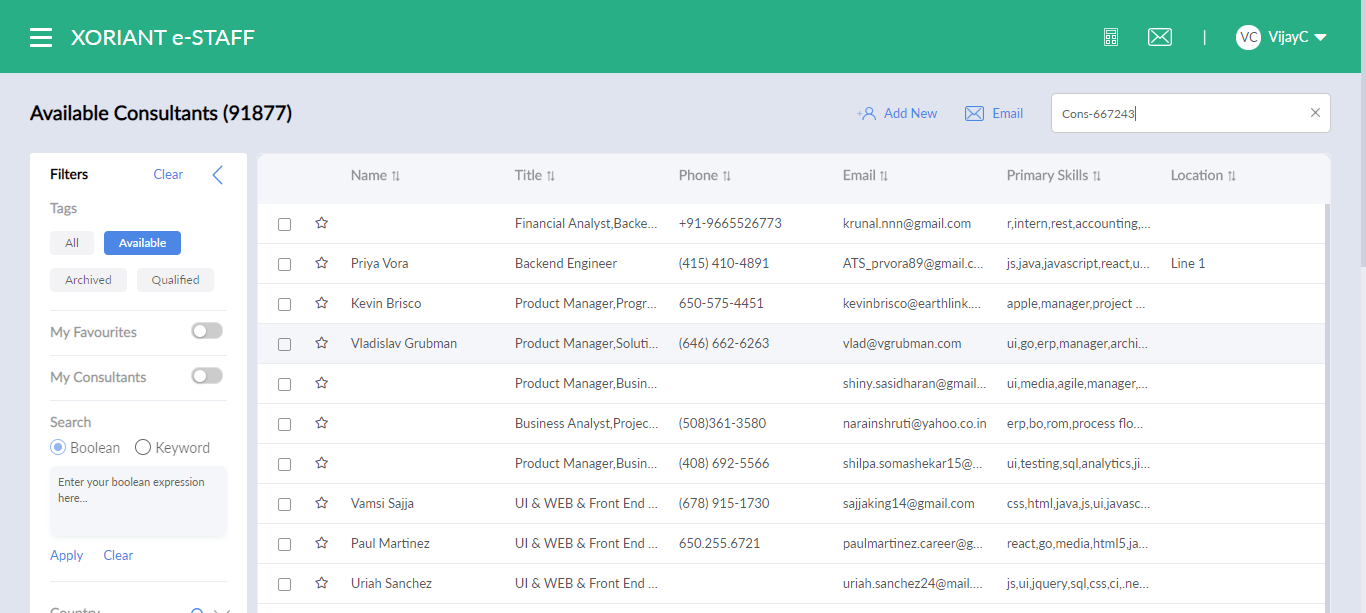 XORIANT e-STAFF
|
VC VijayC
Available Consultants (91877)
Add New Email Cons-667243
Filters Clear
Tags
All Available
Archived Qualified
My Favourites
My Consultants
Search
Boolean Keyword
Enter your boolean expression
here...
Apply Clear
Country
Name Title Phone Email Primary Skills Location
Financial Analyst,Backe... +91-9665526773 krunal.nnn@gmail.com r,intern,rest,accounting,...
Priya Vora Backend Engineer (415) 410-4891 ATS_prvora89@gmail.c... js,java,javascript,react,u... Line 1
Kevin Brisco Product Manager,Progr... 650-575-4451 kevinbrisco@earthlink.... apple,manager,project ...
Vladislav Grubman Product Manager,Soluti... (646) 662-6263 vlad@vgrubman.com ui,go,erp,manager,archi...
Product Manager,Busin... shiny.sasidharan@gmail... ui,media,agile,manager,...
Business Analyst,Projec... (508)361-3580 narainshruti@yahoo.co.in erp,bo,rom,process flo...
Product Manager,Busin... (408) 692-5566 shilpa.somashekar15@... ui,testing,sql,analytics,ji...
Vamsi Sajja UI & WEB & Front End ... (678) 915-1730 sajjaking14@gmail.com css,html,java,js,ui,javasc...
Paul Martinez UI & WEB & Front End ... 650.255.6721 paulmartinez.career@g... react,go,media,html5,ja...
Uriah Sanchez UI & WEB & Front End ... uriah.sanchez24@mail.... js,ui,jquery,sql,css,ci,.ne...